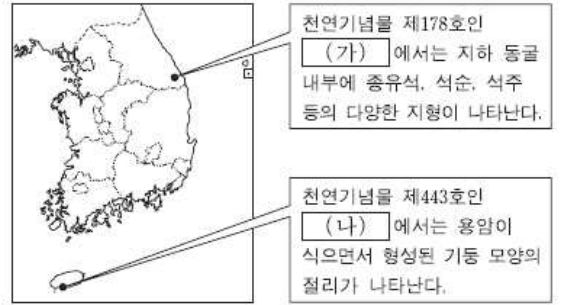 천연기념물 제178호인
(가) 에서는 지하 동굴
내부에 종유석, 석순, 석주
등의 다양한 지형이 나타난다.
천연기념물 제443호인
(나) 에서는 용암이
식으면서 형성된 기둥 모양의
절리가 나타난다.